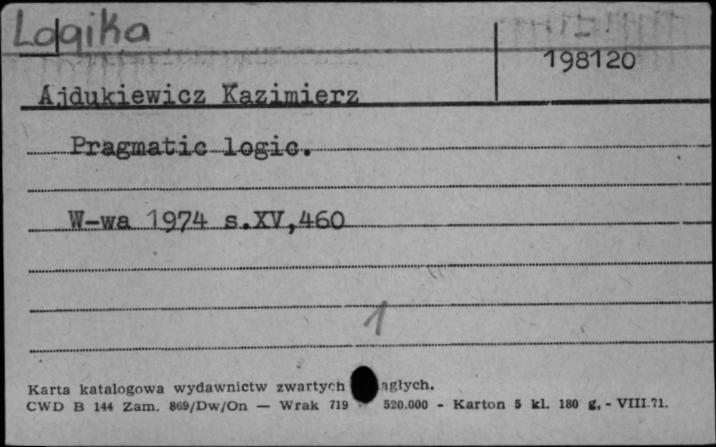 Logika
198120
Ajdukiewicz Kazimierz
Pragmatic logic.
W-wa 1974 s.XV,460
1
Karta katalogowa wydawnictw zwartych
CWD B 144 Zam. 869/Dw/On — Wrak 719 520.000 - Karton 5 kl. 180 g. - VIII.71.